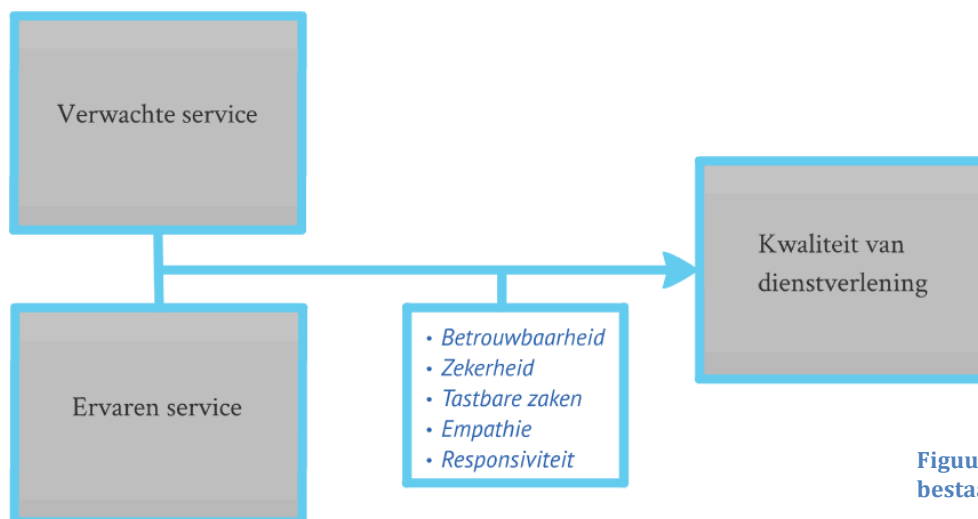 Verwachte service
Kwaliteit van
dienstverlening
• Betrouwbaarheid
• Zekerheid
• Tastbare zaken
• Empathie
• Responsiviteit
Ervaren service